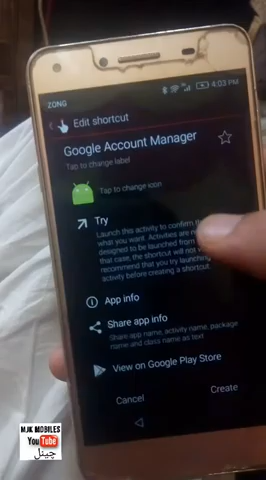 ZONG
4:03 PM
Edit shortcut
Google Account Manager
Tap to change label
Tap to change icon
Try
Launch this activity to confirm
what you want. Activities are
designed to be launched from
that case, the shortcut will not
recommend that you try launching
activity before creating a shortcut.
App info
Share app info
Share app name, activity name, package
name and class name as text
View on Google Play Store
Cancel
Create
MJK MOBILES
YouTube
چینل